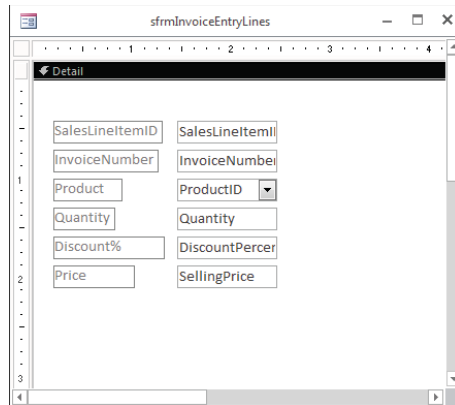 sfrmInvoiceEntryLines
1 2 3 4
Detail
SalesLineItemID SalesLineItemI
InvoiceNumber InvoiceNumber
1
Product ProductID
Quantity Quantity
Discount% DiscountPercen
2
Price SellingPrice
3